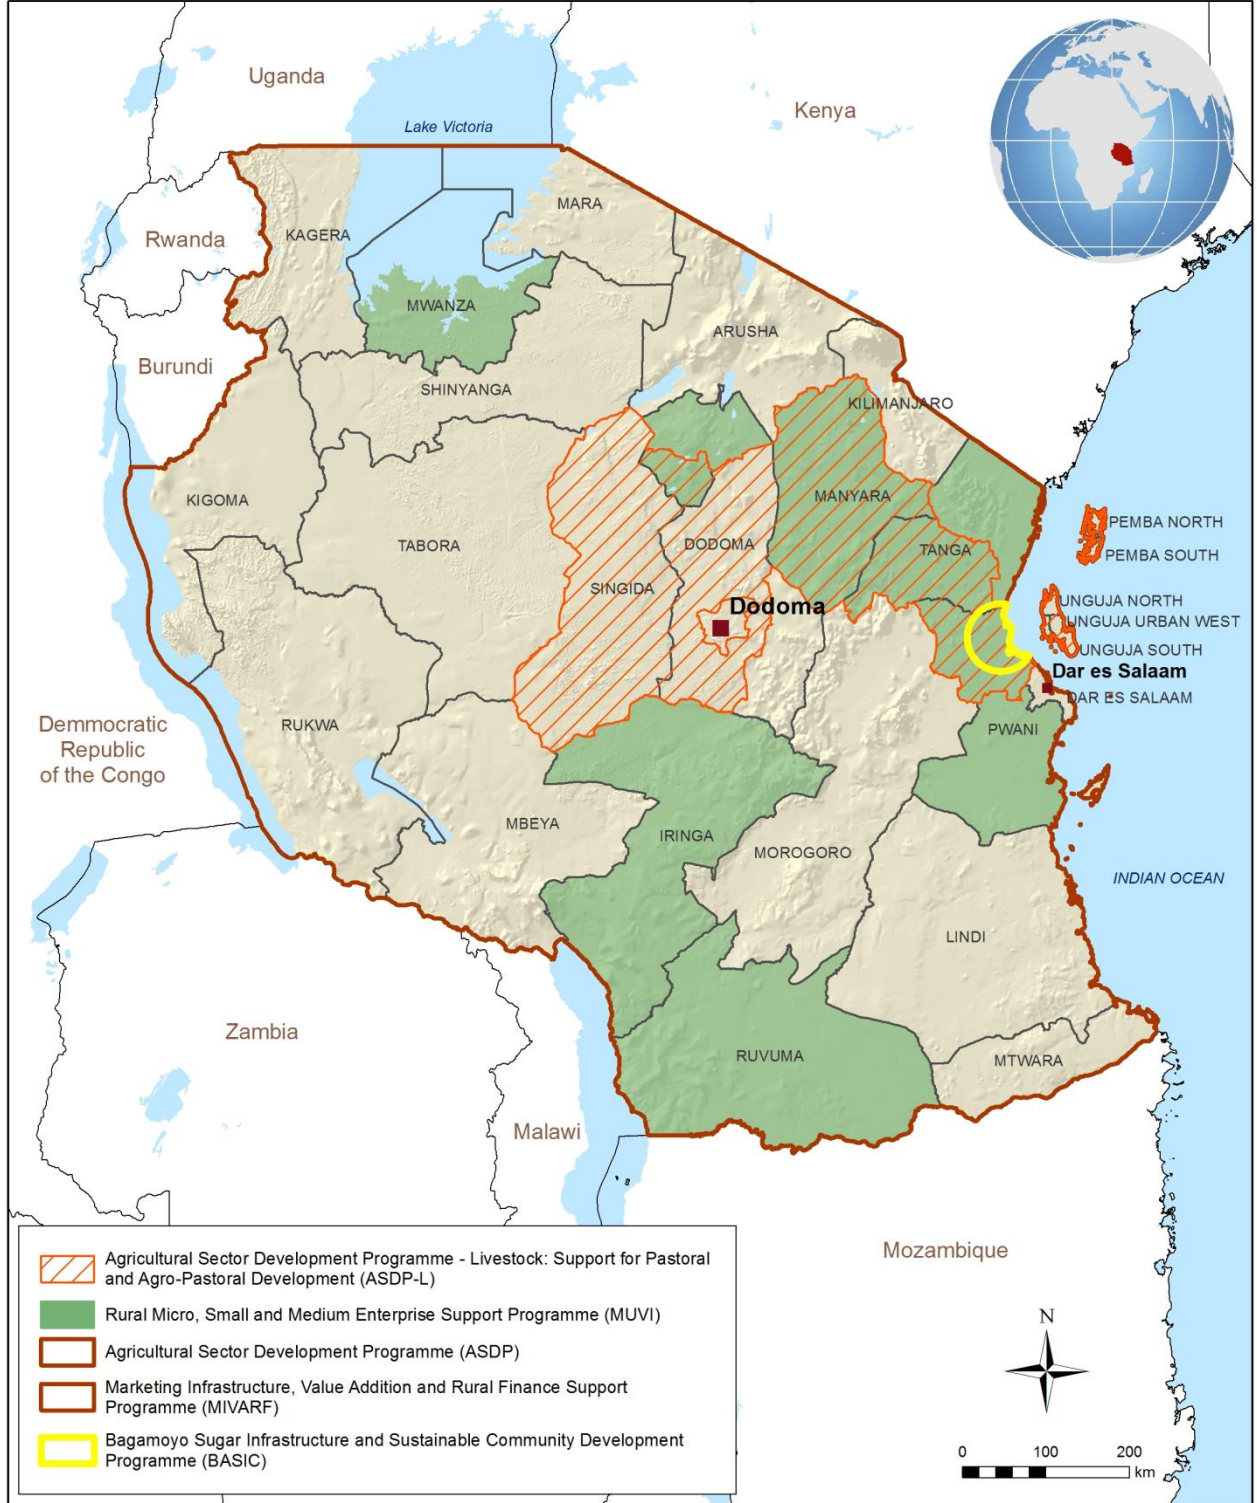 Uganda
Kenya
Lake Victoria
MARA
Rwanda
KAGERA
MWANZA
ARUSHA
Burundi
SHINYANGA
KILIMANJARO
KIGOMA
MANYARA
PEMBA NORTH
TABORA
DODOMA
TANGA
PEMBA SOUTH
SINGIDA
Dodoma
UNGUJA NORTH
UNGUJA URBAN WEST
UNGUJA SOUTH
Dar es Salaam
DAR ES SALAAM
Demmocratic
Republic
of the Congo
RUKWA
PWANI
MBEYA
IRINGA
MOROGORO
INDIAN OCEAN
LINDI
Zambia
RUVUMA
MTWARA
Malawi
Mozambique
Agricultural Sector Development Programme - Livestock: Support for Pastoral
and Agro-Pastoral Development (ASDP-L)
Rural Micro, Small and Medium Enterprise Support Programme (MUVI)
Agricultural Sector Development Programme (ASDP)
Marketing Infrastructure, Value Addition and Rural Finance Support
Programme (MIVARF)
Bagamoyo Sugar Infrastructure and Sustainable Community Development
Programme (BASIC)
N
0 100 200
km